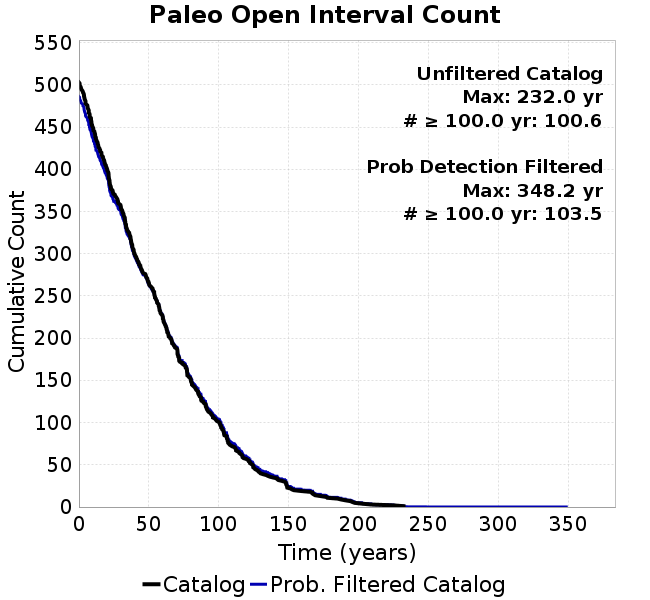 Paleo Open Interval Count
Unfiltered Catalog
Max: 232.0 yr
# ≥ 100.0 yr: 100.6
Prob Detection Filtered
Max: 348.2 yr
# ≥ 100.0 yr: 103.5
Cumulative Count
550
500
450
400
350
300
250
200
150
100
50
0
0 50 100 150 200 250 300 350
Time (years)
Catalog Prob. Filtered Catalog